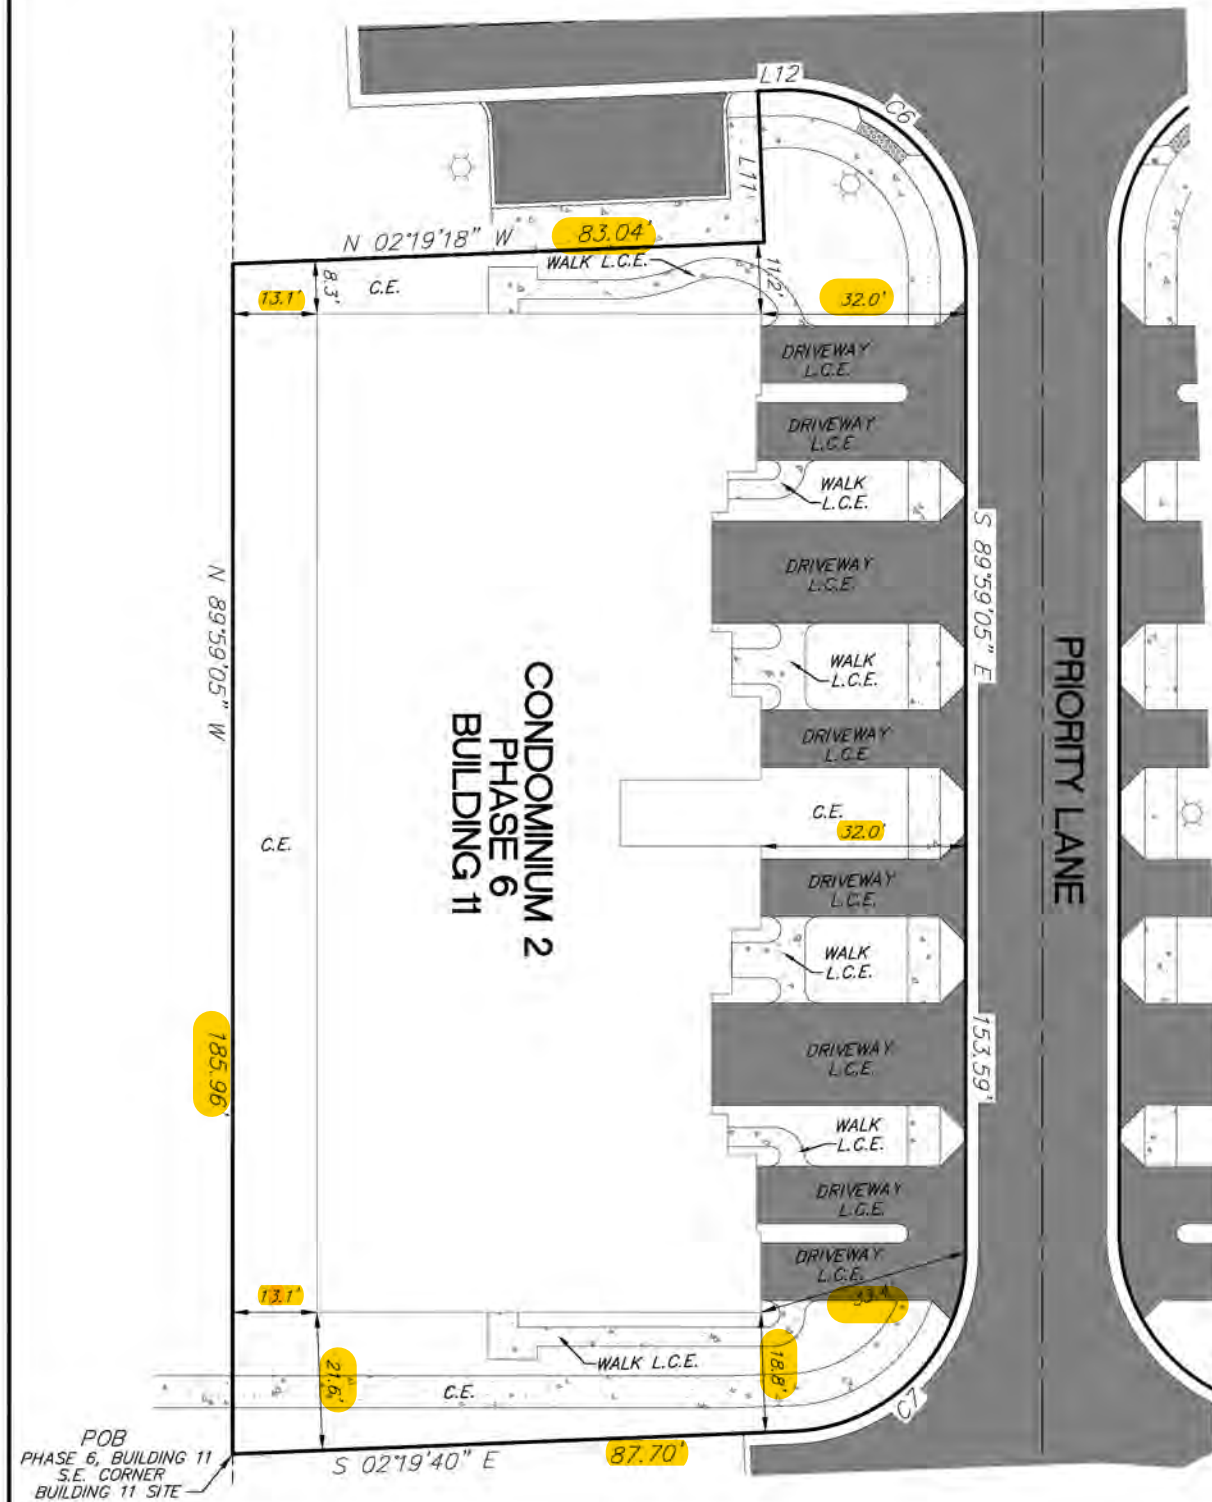 L12
C6
L11
N 02°19'18" W
83.04'
WALK L.C.E.
11.2'
8.3'
C.E.
13.1'
32.0'
DRIVEWAY
L.C.E.
DRIVEWAY
L.C.E
WALK
L.C.E.
S 89°59'05" E
DRIVEWAY
L.C.E.
N 89°59'05" W
WALK
L.C.E.
PRIORITY LANE
CONDOMINIUM 2
PHASE 6
BUILDING 11
DRIVEWAY
L.C.E
C.E.
32.0'
C.E.
DRIVEWAY
L.C.E.
WALK
L.C.E.
185.96'
153.59'
DRIVEWAY
L.C.E.
WALK
L.C.E.
DRIVEWAY
L.C.E.
DRIVEWAY
L.C.E.
13.1'
33.4'
WALK L.C.E.
18.8'
21.6'
C.E.
C7
87.70'
S 02°19'40" E
POB
PHASE 6, BUILDING 11
S.E. CORNER
BUILDING 11 SITE